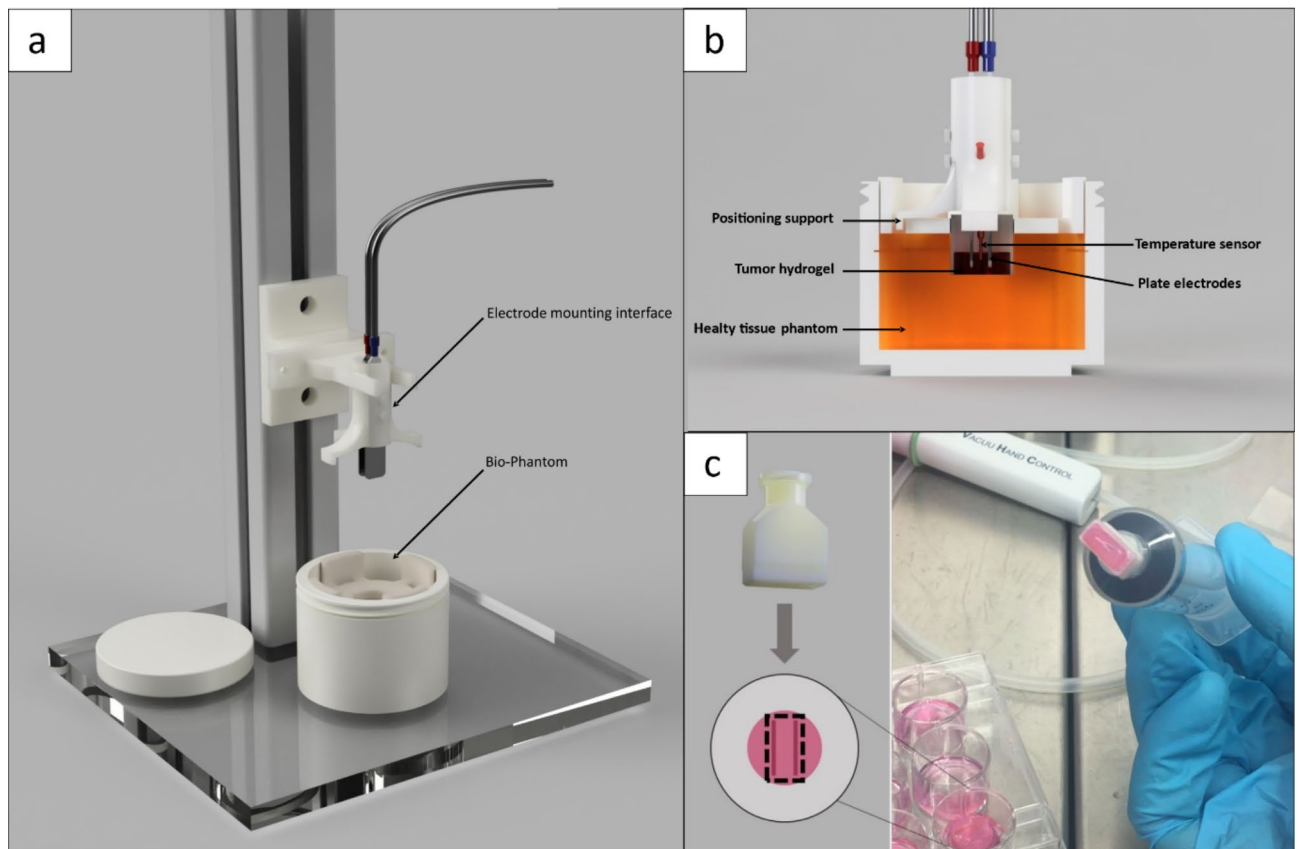 a
Electrode mounting interface
Bio-Phantom
b
Positioning support
Temperature sensor
Tumor hydrogel
Plate electrodes
Healty tissue phantom
c
VACUU HAND CONTROL